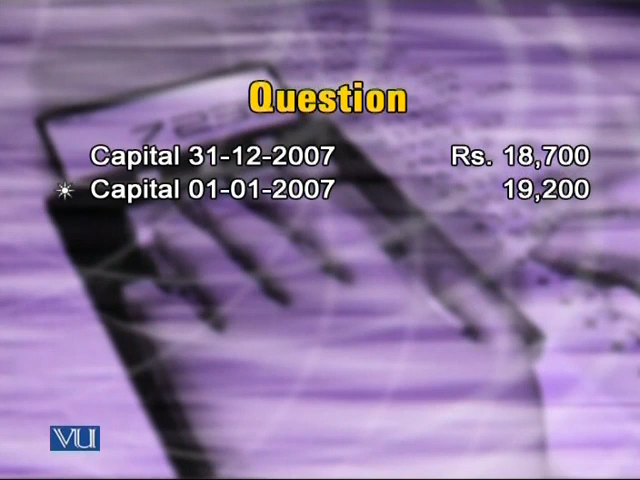 Question
Capital 31-12-2007 Rs. 18,700
Capital 01-01-2007 19,200
VU